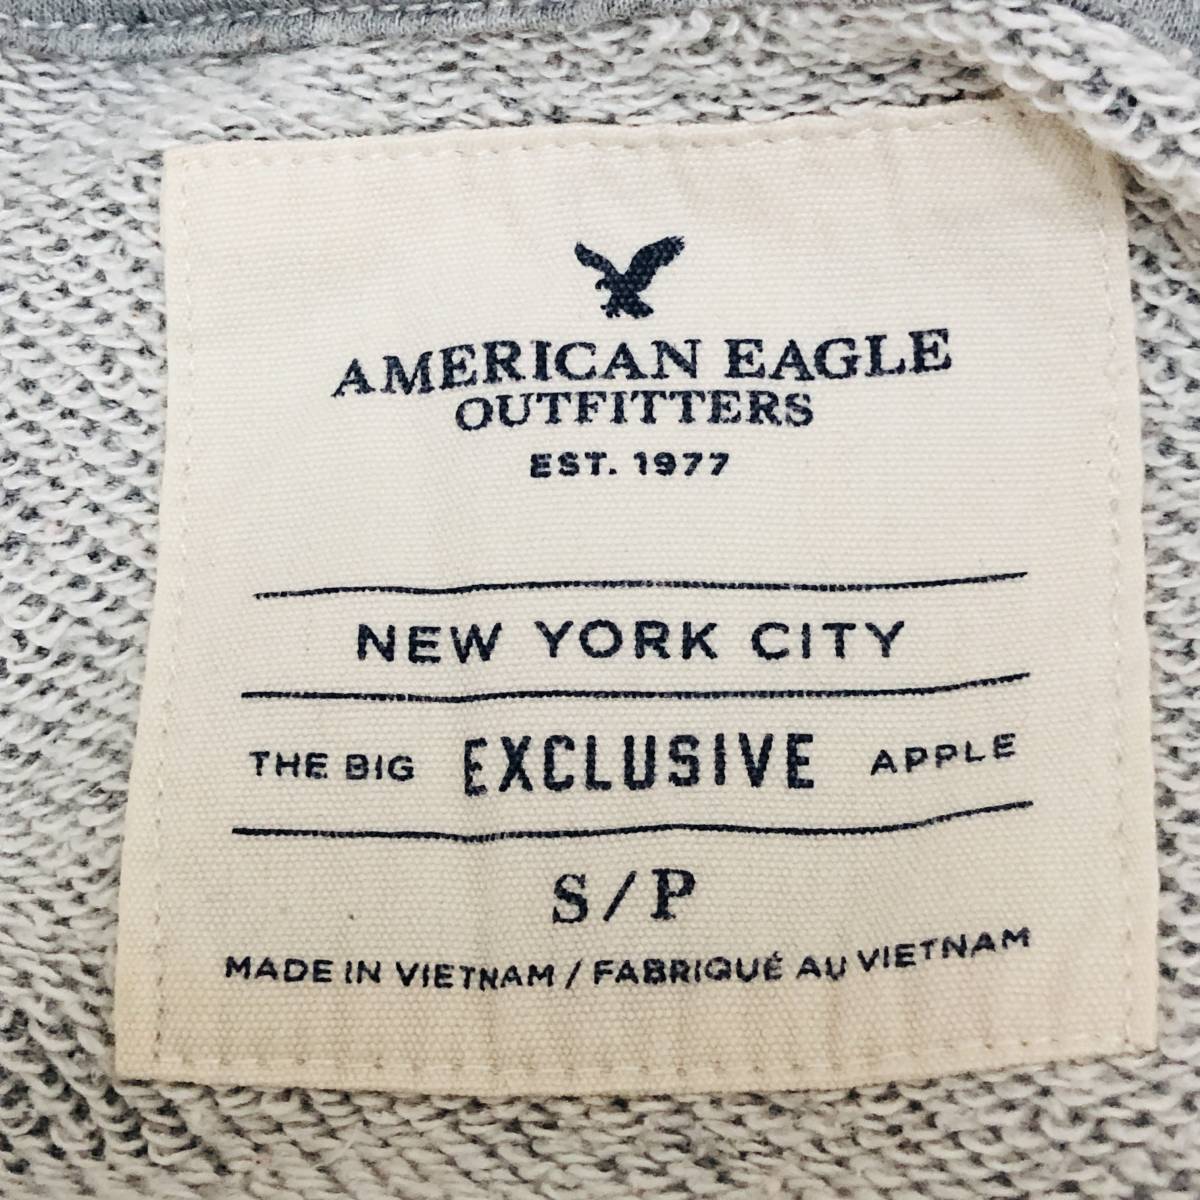 AMERICAN EAGLE
OUTFITTERS
EST. 1977
NEW YORK CITY
THE BIG EXCLUSIVE APPLE
S/P
MADE IN VIETNAM / FABRIQUÉ AU VIETNAM